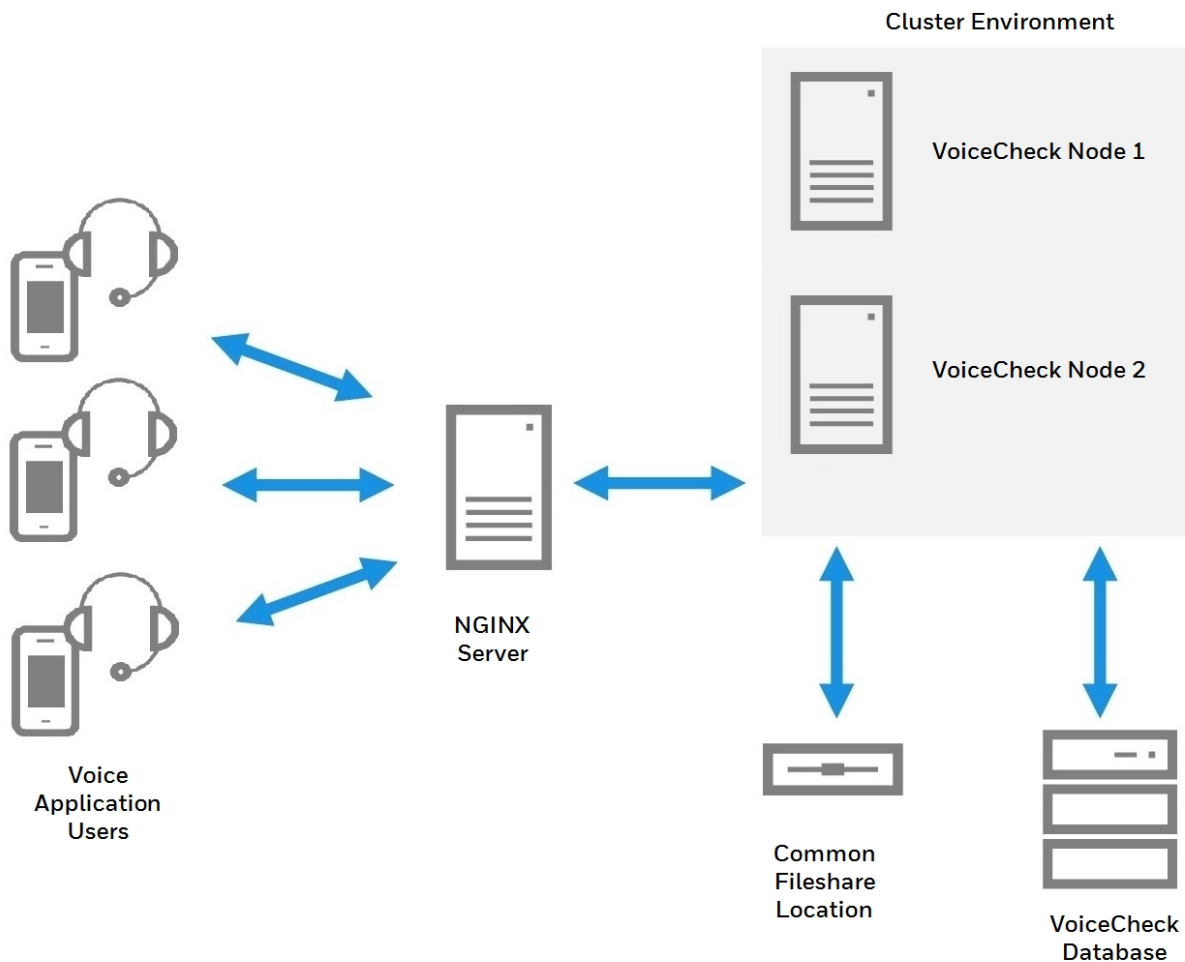 Cluster Environment
VoiceCheck Node 1
VoiceCheck Node 2
NGINX
Server
Voice
Application
Users
Common
Fileshare
Location
VoiceCheck
Database